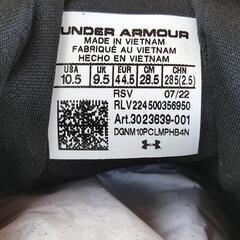 UNDER ARMOUR
MADE IN VIETNAM
FABRIQUÉ AU VIETNAM
HECHO EN VIETNAM
USA UK EUR CM CHN
10.5 9.5 44.5 28.5 285(2.5)
RSV 07/22
RLV224500356950
Art.3023639-001
DGNM10PCLMPHB4N